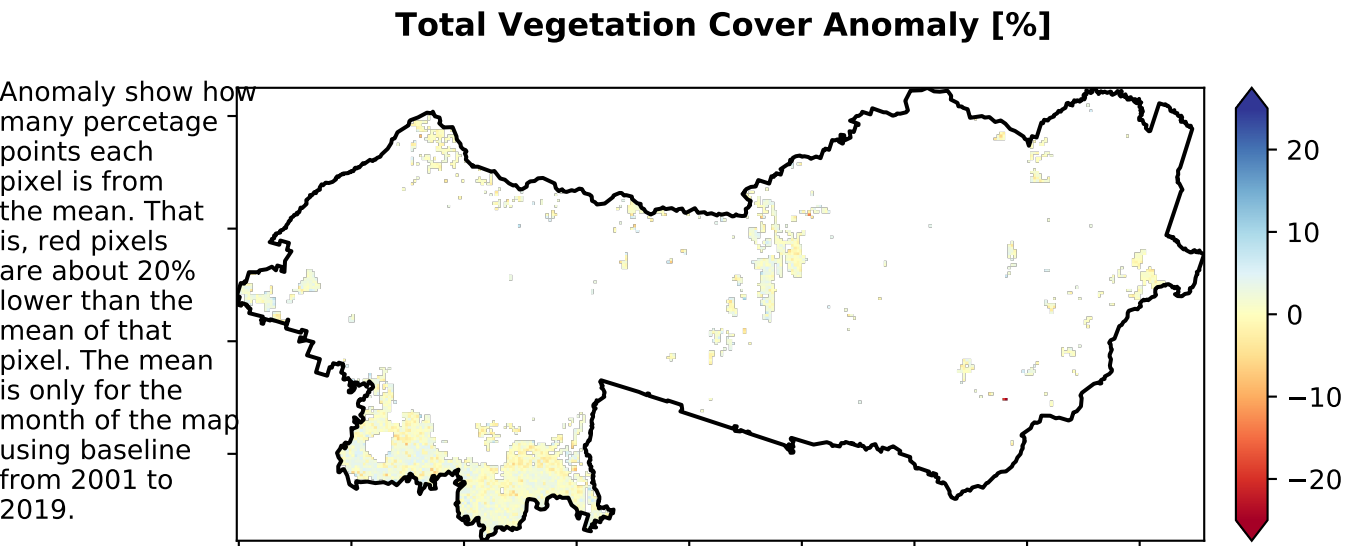 Total Vegetation Cover Anomaly [%]
Anomaly show how
many percetage
points each
pixel is from
the mean. That
is, red pixels
are about 20%
lower than the
mean of that
pixel. The mean
is only for the
month of the map
using baseline
from 2001 to
2019.
20
10
0
−10
−20